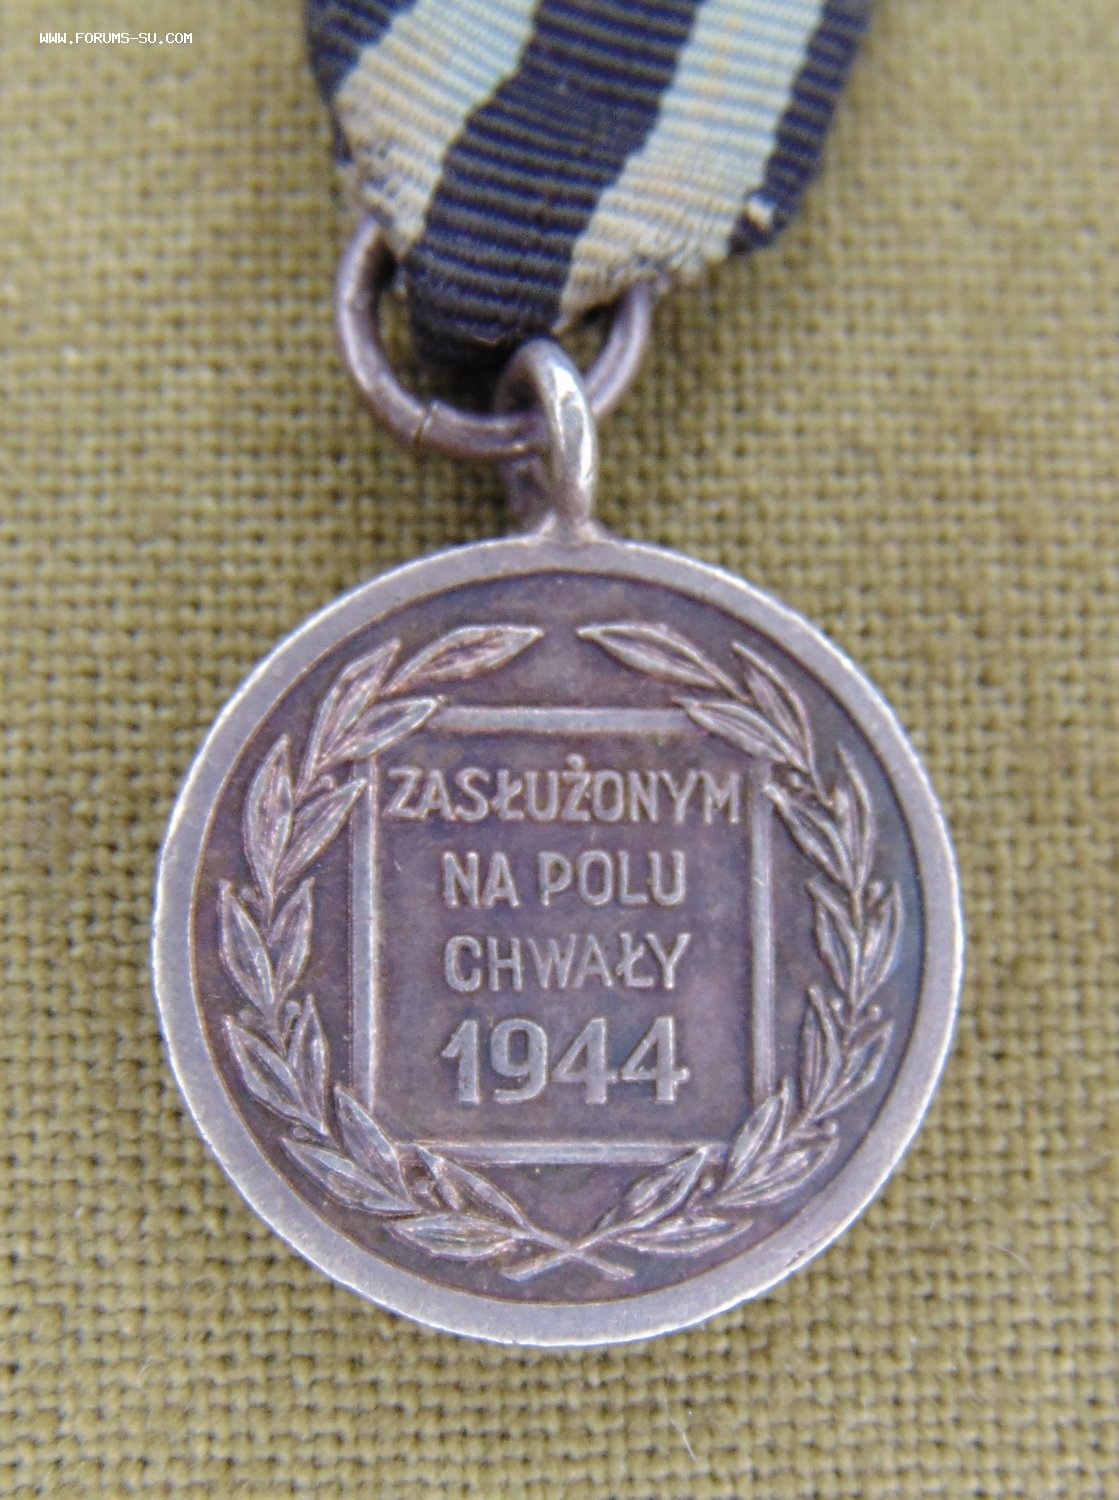 WWW.FORUMS-SU.COM
ZASŁUŻONYM
NA POLU
CHWAŁY
1944